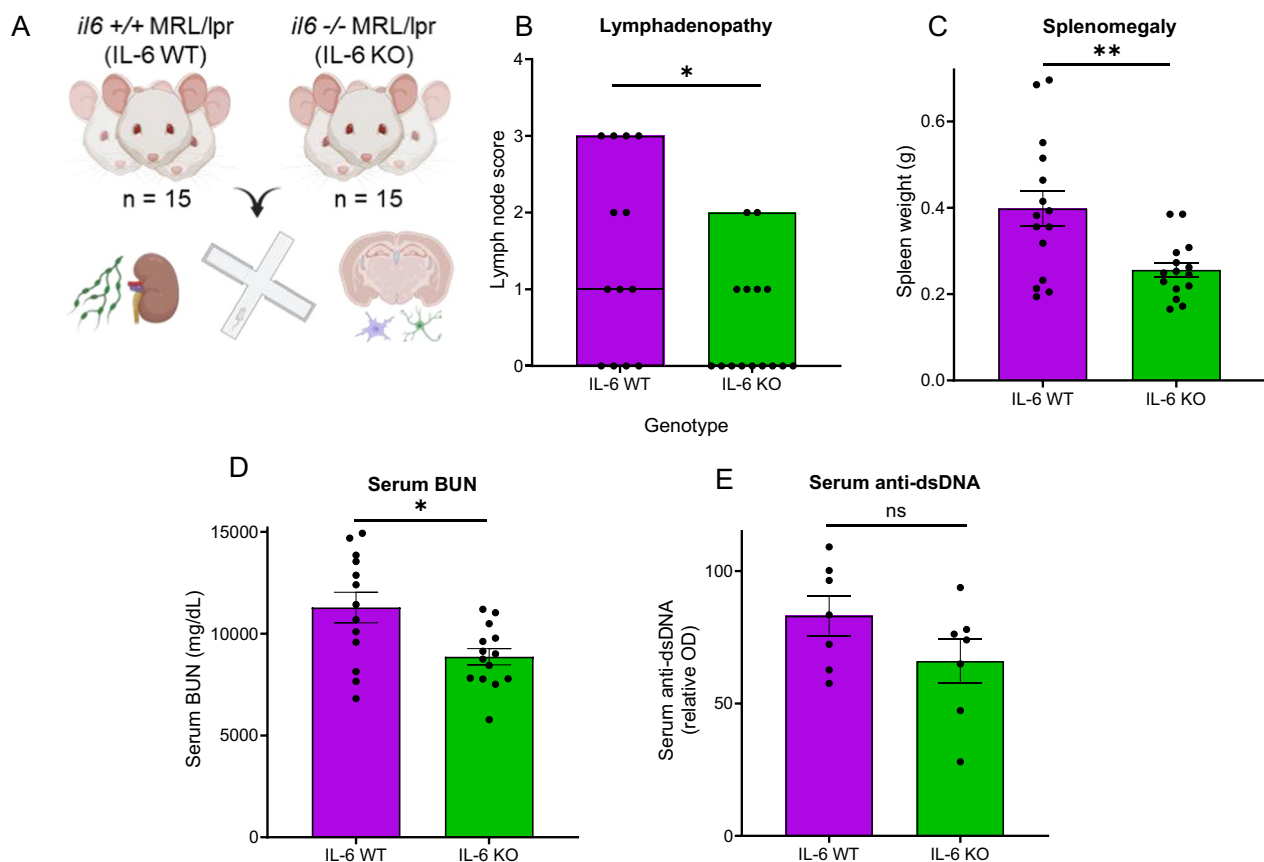 A
il6 +/+ MRL/lpr
(IL-6 WT)
il6 -/- MRL/lpr
(IL-6 KO)
n = 15
n = 15
B
Lymphadenopathy
*
Lymph node score
4
3
2
1
0
IL-6 WT
IL-6 KO
Genotype
C
Splenomegaly
**
Spleen weight (g)
0.6
0.4
0.2
0.0
IL-6 WT
IL-6 KO
D
Serum BUN
*
Serum BUN (mg/dL)
15000
10000
5000
0
IL-6 WT
IL-6 KO
E
Serum anti-dsDNA
ns
Serum anti-dsDNA
(relative OD)
100
50
0
IL-6 WT
IL-6 KO